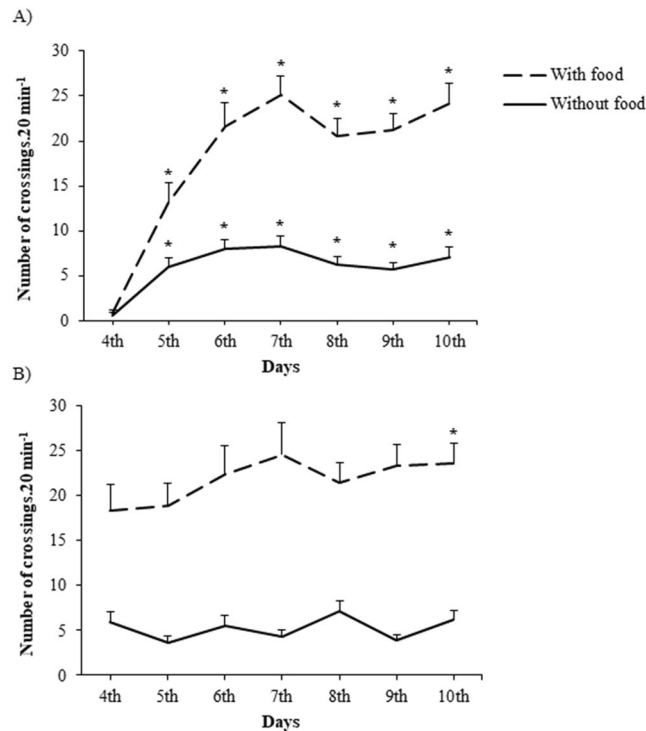 A)
Number of crossings.20 min⁻¹
30
25
20
15
10
5
0
* * * * * *
* * * * * *
4th 5th 6th 7th 8th 9th 10th
Days
With food
Without food
B)
Number of crossings.20 min⁻¹
30
25
20
15
10
5
0
*
4th 5th 6th 7th 8th 9th 10th
Days